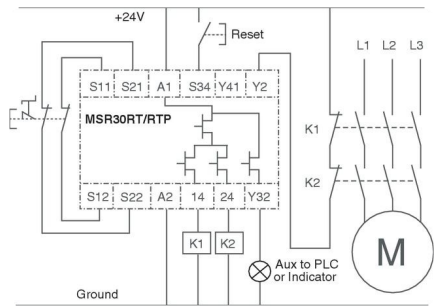 +24V
Reset
L1 L2 L3
S11 S21 A1 S34 Y41 Y2
MSR30RT/RTP
K1
K2
S12 S22 A2 14 24 Y32
K1 K2
M
Aux to PLC
or Indicator
Ground